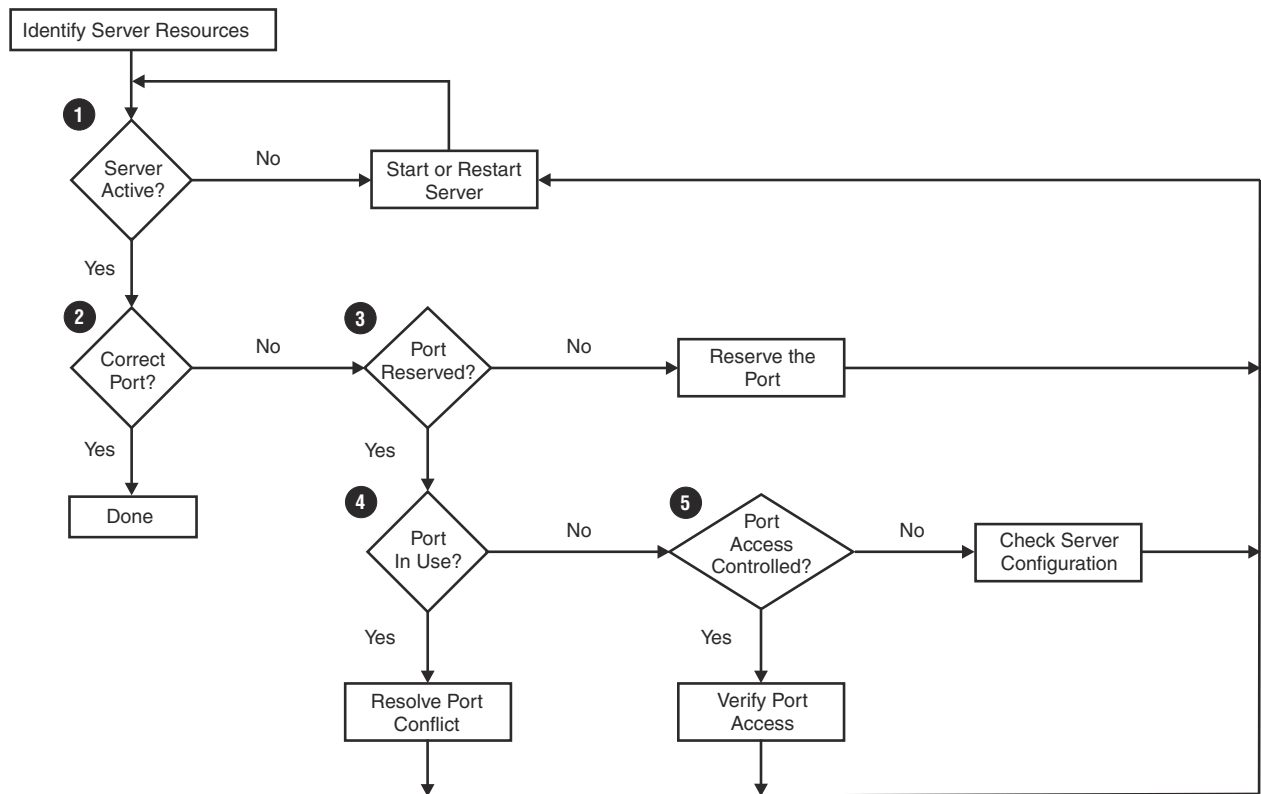 Identify Server Resources
1
Server
Active?
No
Start or Restart
Server
Yes
2
Correct
Port?
No
3
Port
Reserved?
No
Reserve the
Port
Yes
Done
Yes
4
Port
In Use?
No
5
Port
Access
Controlled?
No
Check Server
Configuration
Yes
Resolve Port
Conflict
Yes
Verify Port
Access